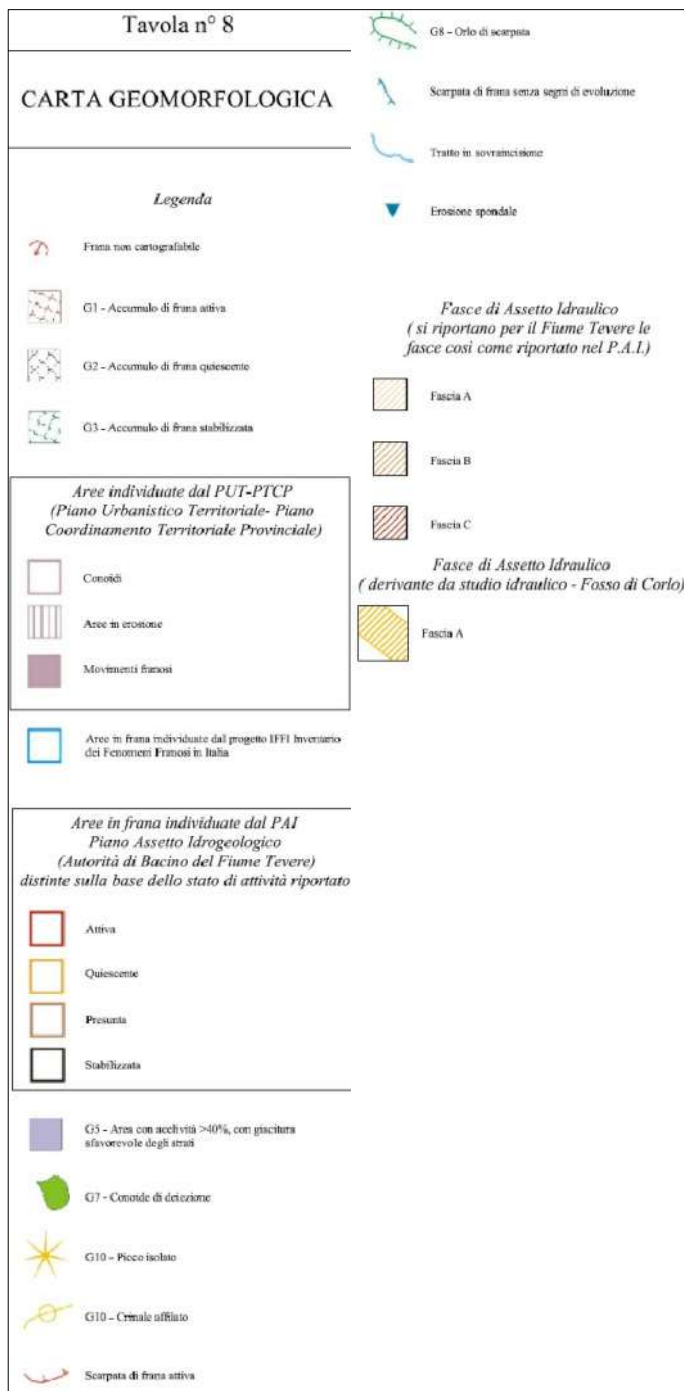 Tavola n° 8
CARTA GEOMORFOLOGICA
Legenda
Frana non cartografabile
G1 - Accumulo di frana attiva
G2 - Accumulo di frana quiescente
G3 - Accumulo di frana stabilizzata
Aree individuate dal PUT-PTCP
(Piano Urbanistico Territoriale- Piano
Coordinamento Territoriale Provinciale)
Conoidi
Aree in erosione
Movimenti franosi
Aree in frana individuate dal progetto IFFI Inventario
dei Fenomeni Franosi in Italia
Aree in frana individuate dal PAI
Piano Assetto Idrogeologico
(Autorità di Bacino del Fiume Tevere)
distinte sulla base dello stato di attività riportato
Attiva
Quiescente
Presunta
Stabilizzata
G5 - Area con acclività >40%, con giacitura
sfavorevole degli strati
G7 - Conoide di deiezione
G10 - Picco isolato
G10 - Crinale affilato
Scarpata di frana attiva
G8 - Orlo di scarpata
Scarpata di frana senza segni di evoluzione
Tratto in sovraincisione
Erosione spondale
Fasce di Assetto Idraulico
( si riportano per il Fiume Tevere le
fasce così come riportato nel P.A.I.)
Fascia A
Fascia B
Fascia C
Fasce di Assetto Idraulico
( derivante da studio idraulico - Fosso di Corlo)
Fascia A